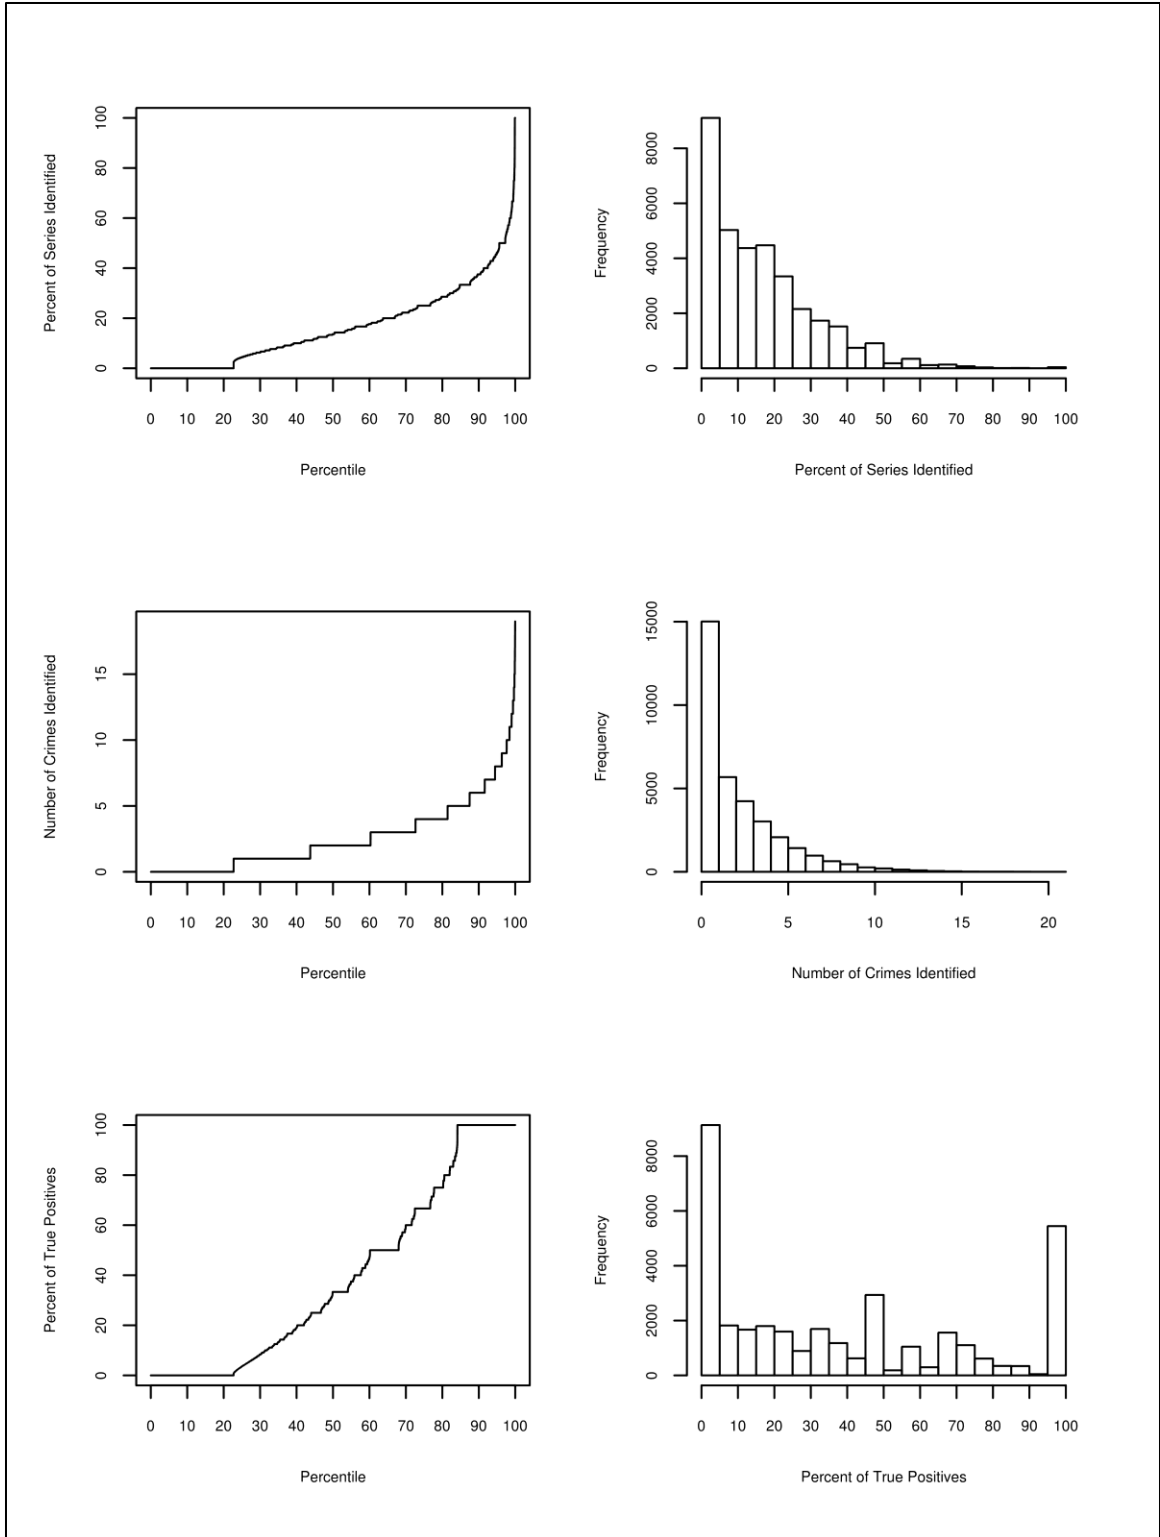 Percent of Series Identified
0 20 40 60 80 100
0 10 20 30 40 50 60 70 80 90 100
Percentile
Frequency
0 2000 4000 6000 8000
0 10 20 30 40 50 60 70 80 90 100
Percent of Series Identified
Number of Crimes Identified
0 5 10 15
0 10 20 30 40 50 60 70 80 90 100
Percentile
Frequency
0 5000 10000 15000
0 5 10 15 20
Number of Crimes Identified
Percent of True Positives
0 20 40 60 80 100
0 10 20 30 40 50 60 70 80 90 100
Percentile
Frequency
0 2000 4000 6000 8000
0 10 20 30 40 50 60 70 80 90 100
Percent of True Positives